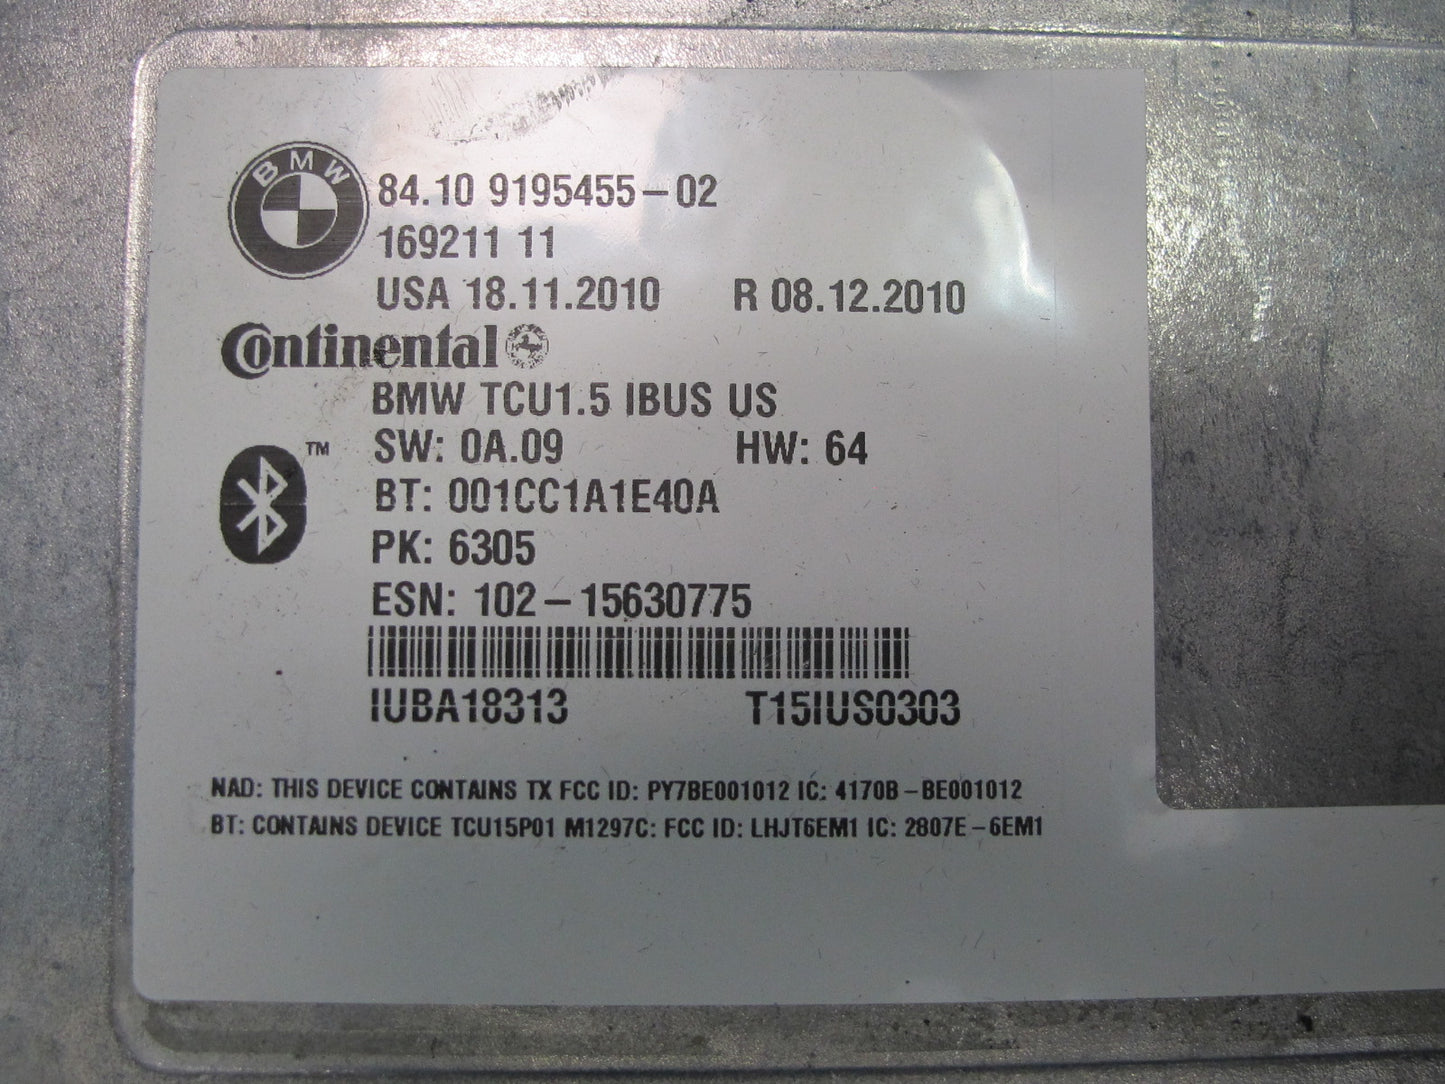 BMW
84.10 9195455-02
169211 11
USA 18.11.2010 R 08.12.2010
Continental
BMW TCU1.5 IBUS US
SW: 0A.09 HW: 64
TM
BT: 001CC1A1E40A
PK: 6305
ESN: 102-15630775
IUBA18313 T15IUS0303
NAD: THIS DEVICE CONTAINS TX FCC ID: PY7BE001012 IC: 4170B-BE001012
BT: CONTAINS DEVICE TCU15P01 M1297C: FCC ID: LHJT6EM1 IC: 2807E-6EM1